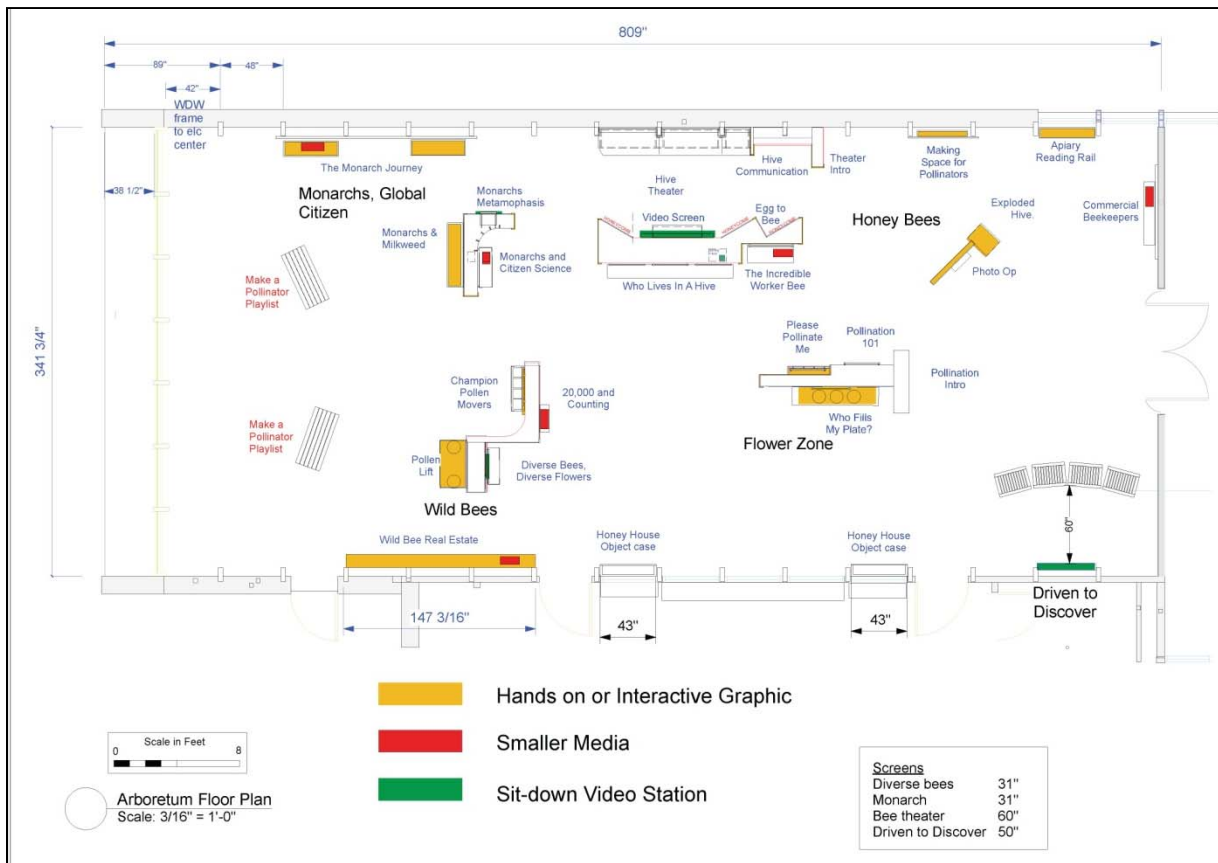 809"
89"
48"
42"
WDW
frame
to elc
center
341 3/4"
38 1/2"
The Monarch Journey
Monarchs, Global
Citizen
Monarchs
Metamophasis
Monarchs &
Milkweed
Monarchs and
Citizen Science
Make a
Pollinator
Playlist
Hive
Theater
Hive
Communication
Theater
Intro
Making
Space for
Pollinators
Apiary
Reading Rail
HONEYCOMB
Video Screen
HONEYCOMB
Egg to
Bee
HONEYCOMB
Honey Bees
Exploded
Hive.
Photo Op
Commercial
Beekeepers
Who Lives In A Hive
The Incredible
Worker Bee
Please
Pollinate
Me
Pollination
101
Pollination
Intro
Who Fills
My Plate?
Flower Zone
Champion
Pollen
Movers
20,000 and
Counting
Make a
Pollinator
Playlist
Pollen
Lift
Diverse Bees,
Diverse Flowers
Wild Bees
Wild Bee Real Estate
147 3/16"
Honey House
Object case
43"
Honey House
Object case
43"
60"
Driven to
Discover
Hands on or Interactive Graphic
Smaller Media
Sit-down Video Station
Scale in Feet
0 8
Arboretum Floor Plan
Scale: 3/16" = 1'-0"
Screens
Diverse bees 31"
Monarch 31"
Bee theater 60"
Driven to Discover 50"